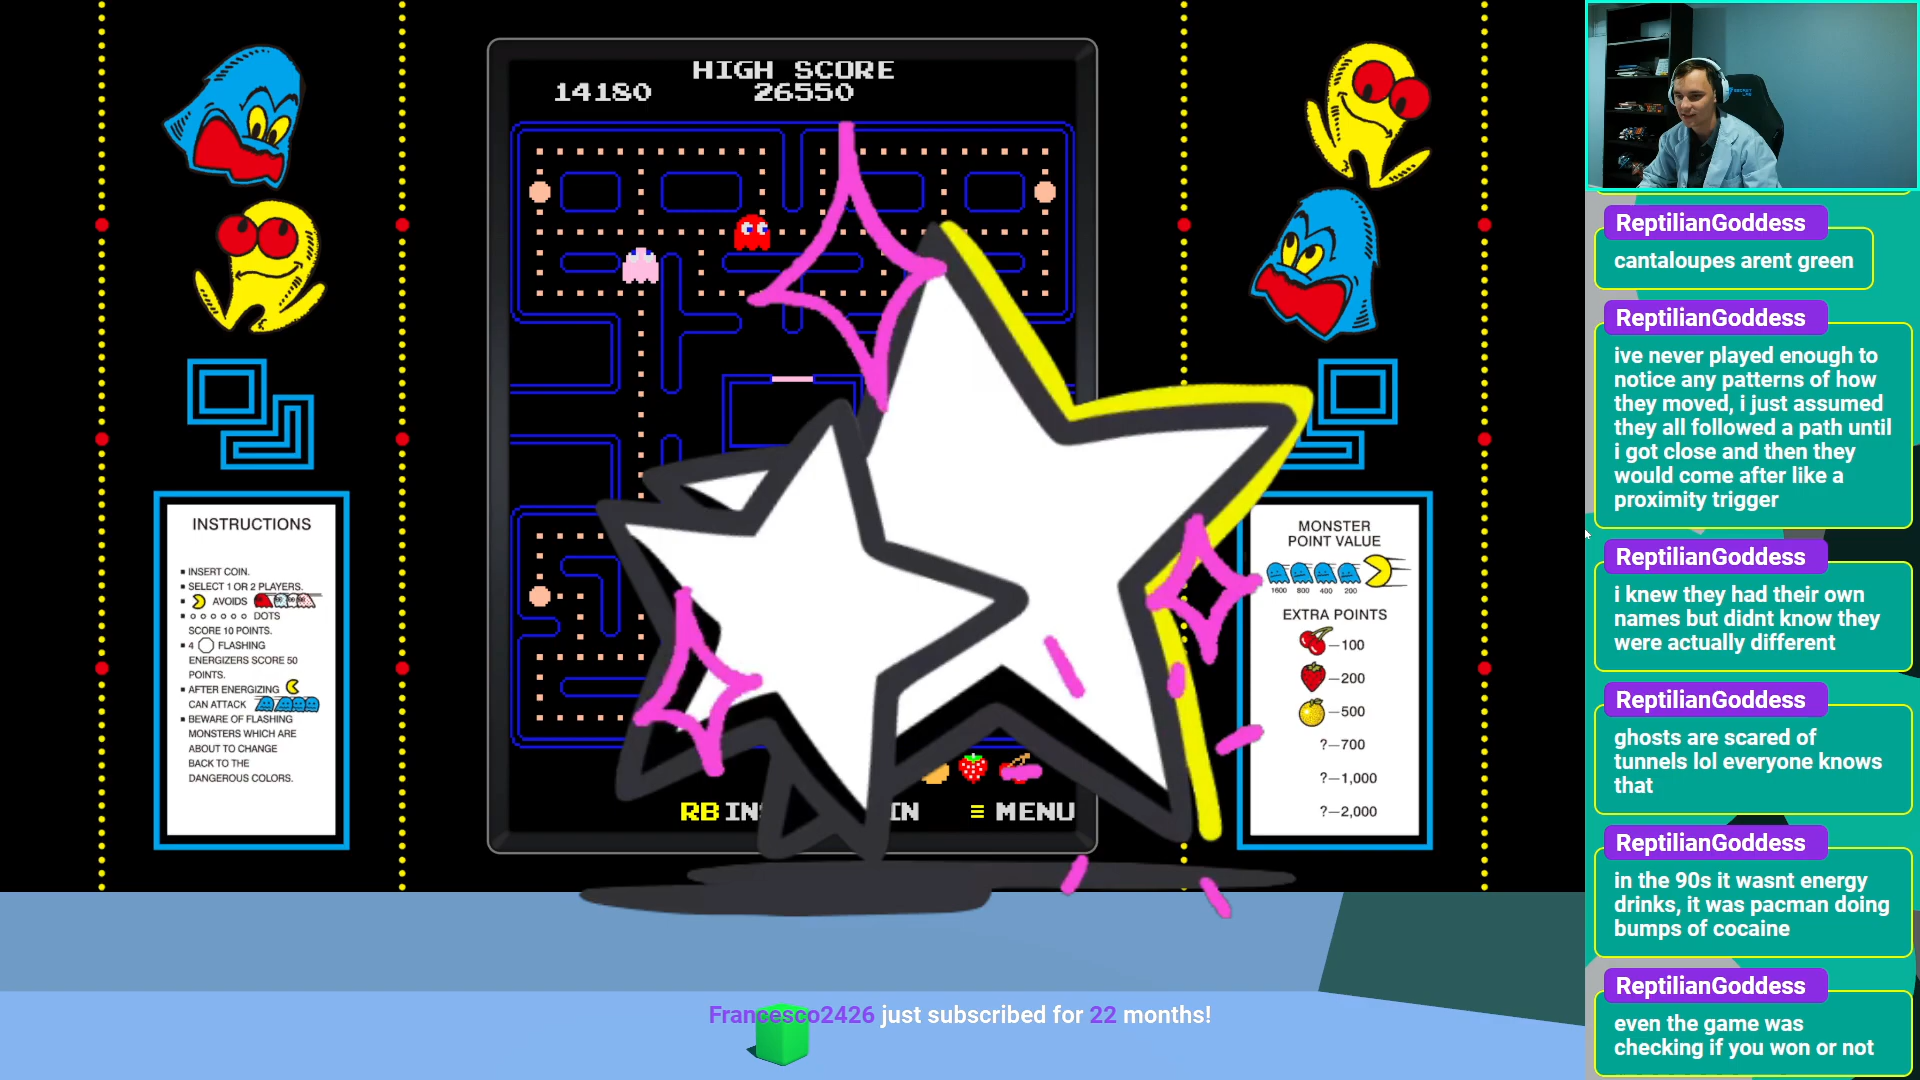 HIGH SCORE
14180 26550
INSTRUCTIONS
INSERT COIN.
SELECT 1 OR 2 PLAYERS.
AVOIDS
DOTS
SCORE 10 POINTS.
4 FLASHING
ENERGIZERS SCORE 50
POINTS.
AFTER ENERGIZING
CAN ATTACK
BEWARE OF FLASHING
MONSTERS WHICH ARE
ABOUT TO CHANGE
BACK TO THE
DANGEROUS COLORS.
RB IN IN ≡ MENU
MONSTER
POINT VALUE
1600 800 400 200
EXTRA POINTS
—100
—200
—500
?—700
?—1,000
?—2,000
Francesco2426 just subscribed for 22 months!
ReptilianGoddess
cantaloupes arent green
ReptilianGoddess
ive never played enough to
notice any patterns of how
they moved, i just assumed
they all followed a path until
i got close and then they
would come after like a
proximity trigger
ReptilianGoddess
i knew they had their own
names but didnt know they
were actually different
ReptilianGoddess
ghosts are scared of
tunnels lol everyone knows
that
ReptilianGoddess
in the 90s it wasnt energy
drinks, it was pacman doing
bumps of cocaine
ReptilianGoddess
even the game was
checking if you won or not